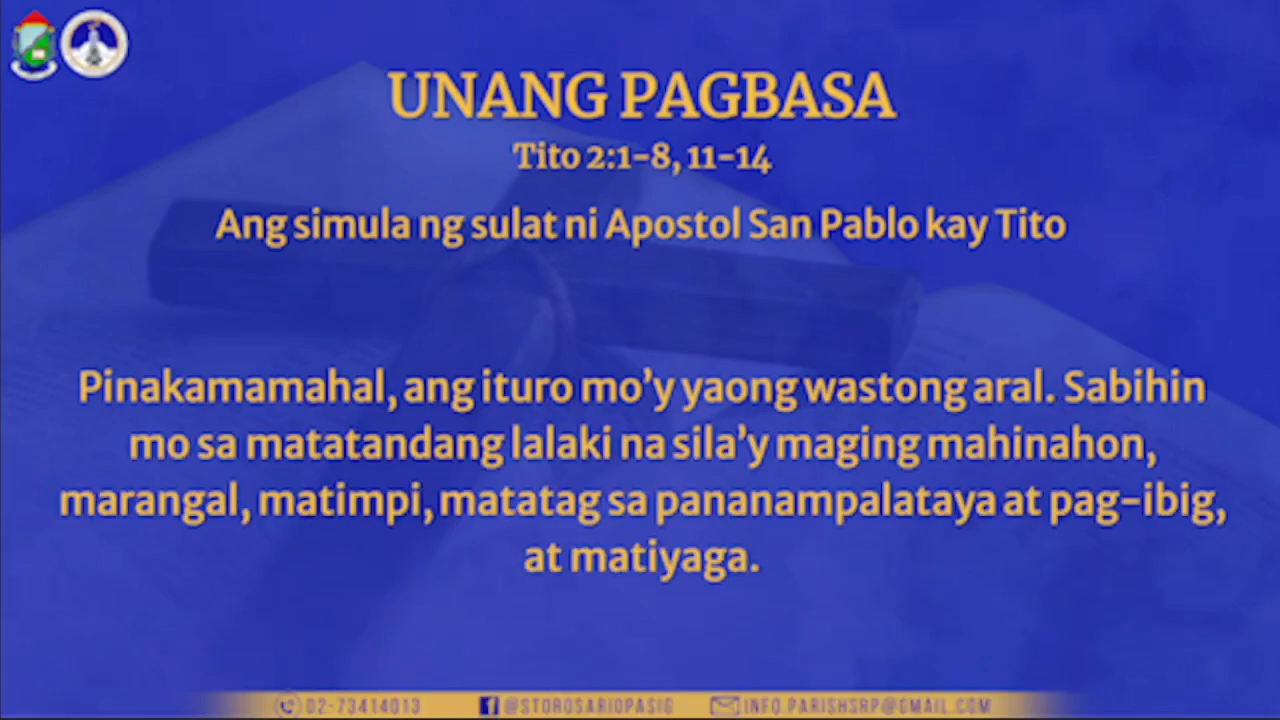 UNANG PAGBASA
Tito 2:1-8, 11-14
Ang simula ng sulat ni Apostol San Pablo kay Tito
Pinakamamahal, ang ituro mo’y yaong wastong aral. Sabihin
mo sa matatandang lalaki na sila’y maging mahinahon,
marangal, matimpi, matatag sa pananampalataya at pag-ibig,
at matiyaga.
02-73414013 @STOROSARIOPASIG INFO.PARISHSRP@GMAIL.COM